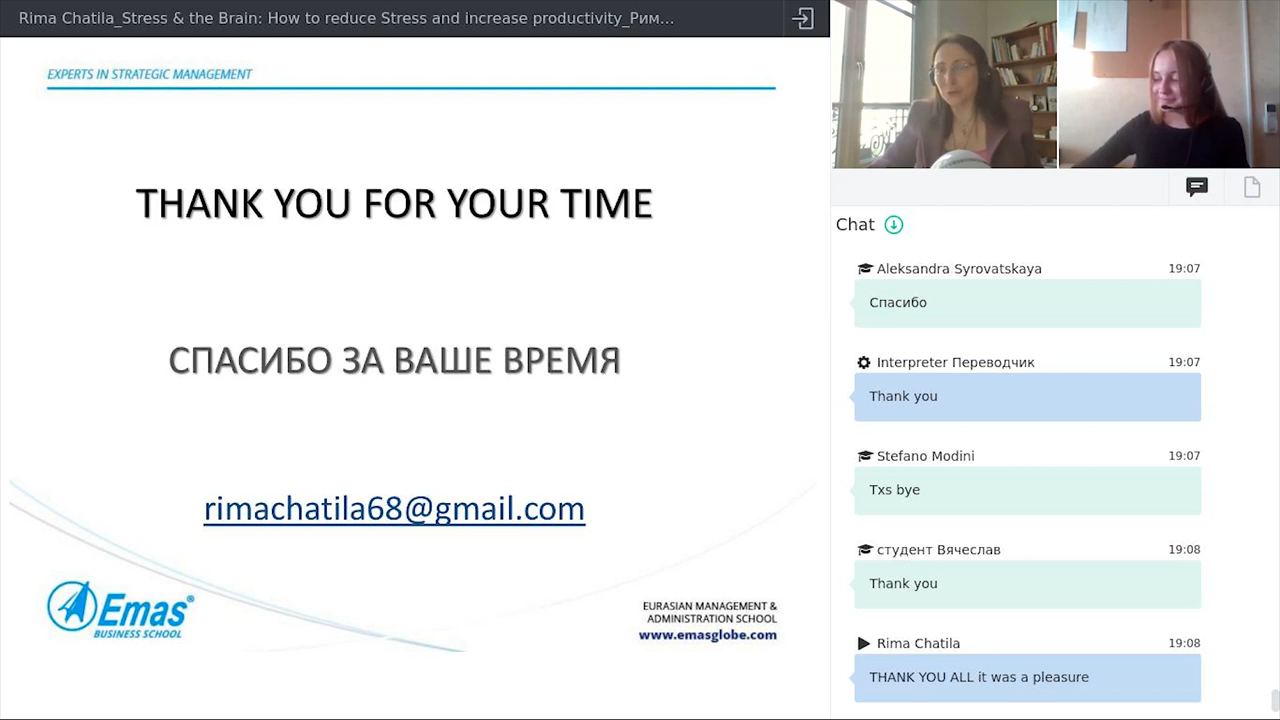 Rima Chatila_Stress & the Brain: How to reduce Stress and increase productivity_Рим...
EXPERTS IN STRATEGIC MANAGEMENT
THANK YOU FOR YOUR TIME
СПАСИБО ЗА ВАШЕ ВРЕМЯ
rimachatila68@gmail.com
Emas®
BUSINESS SCHOOL
EURASIAN MANAGEMENT &
ADMINISTRATION SCHOOL
www.emasglobe.com
Chat
Aleksandra Syrovatskaya 19:07
Спасибо
Interpreter Переводчик 19:07
Thank you
Stefano Modini 19:07
Txs bye
студент Вячеслав 19:08
Thank you
Rima Chatila 19:08
THANK YOU ALL it was a pleasure